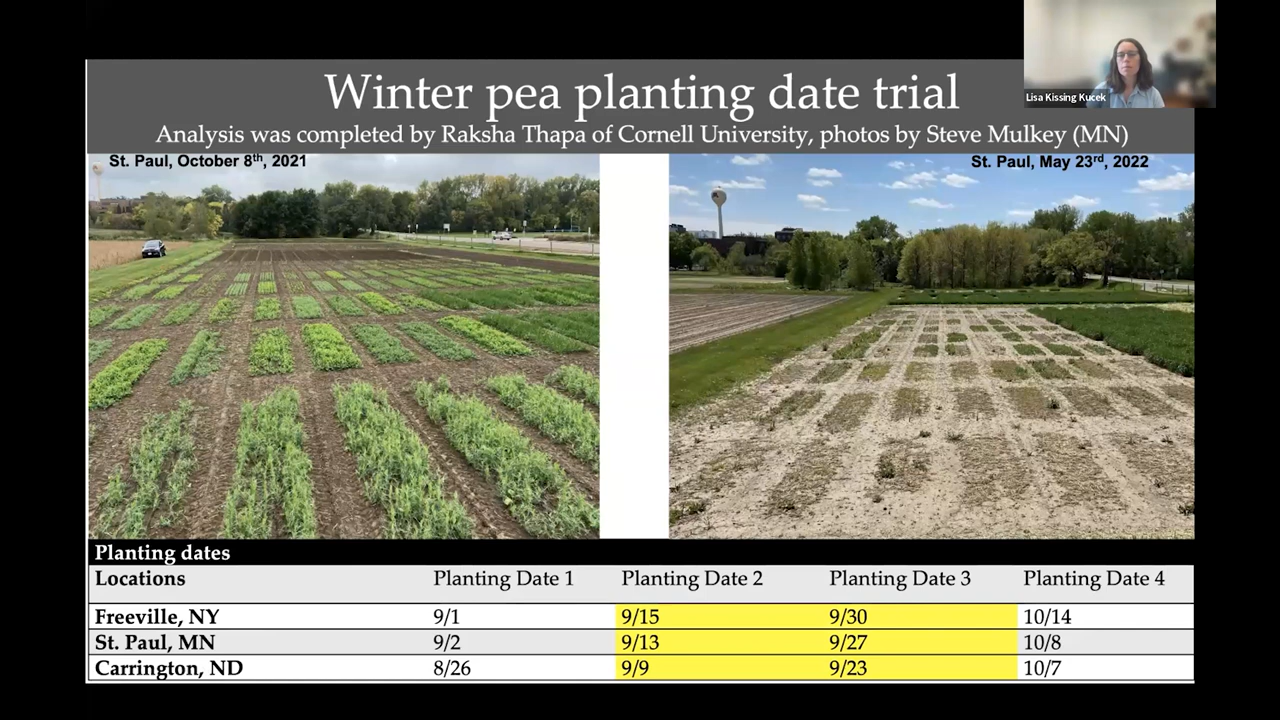 Lisa Kissing Kucek
Winter pea planting date trial
Analysis was completed by Raksha Thapa of Cornell University, photos by Steve Mulkey (MN)
St. Paul, October 8th, 2021
St. Paul, May 23rd, 2022
Planting dates
Locations Planting Date 1 Planting Date 2 Planting Date 3 Planting Date 4
Freeville, NY 9/1 9/15 9/30 10/14
St. Paul, MN 9/2 9/13 9/27 10/8
Carrington, ND 8/26 9/9 9/23 10/7